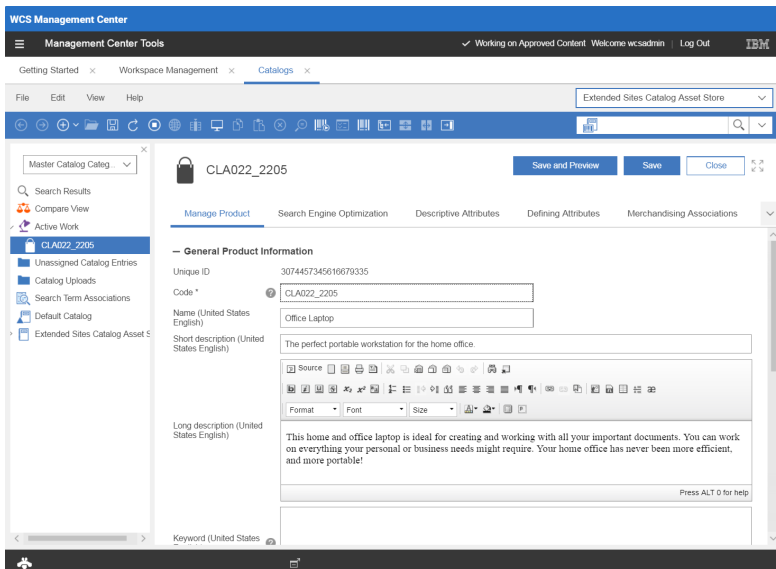 WCS Management Center
Management Center Tools
Working on Approved Content Welcome wcsadmin | Log Out
IBM
Getting Started
Workspace Management
Catalogs
File Edit View Help
Extended Sites Catalog Asset Store
Master Catalog Categ...
Search Results
Compare View
Active Work
CLA022_2205
Unassigned Catalog Entries
Catalog Uploads
Search Term Associations
Default Catalog
Extended Sites Catalog Asset S
CLA022_2205
Save and Preview
Save
Close
Manage Product
Search Engine Optimization
Descriptive Attributes
Defining Attributes
Merchandising Associations
General Product Information
Unique ID
3074457345616679335
Code *
CLA022_2205
Name (United States
English)
Office Laptop
Short description (United
States English)
The perfect portable workstation for the home office.
Source
Format
Font
Size
Long description (United
States English)
This home and office laptop is ideal for creating and working with all your important documents. You can work
on everything your personal or business needs might require. Your home office has never been more efficient,
and more portable!
Press ALT 0 for help
Keyword (United States